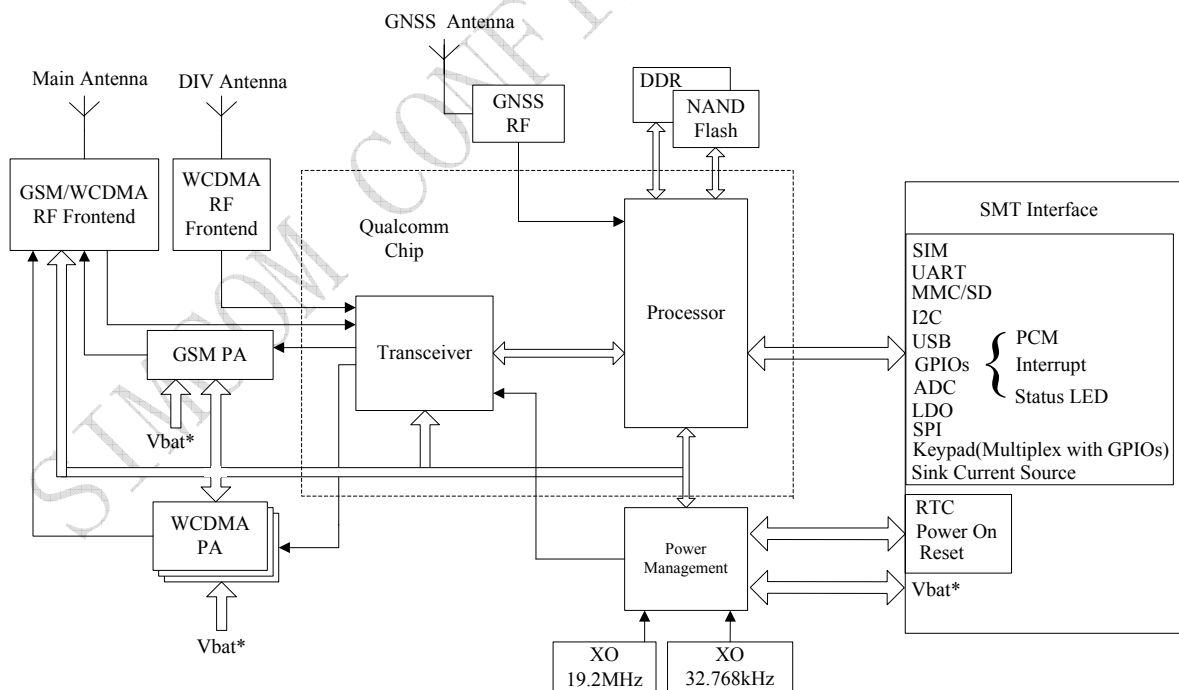 GNSS Antenna
Main Antenna
DIV Antenna
GNSS
RF
DDR
NAND
Flash
GSM/WCDMA
RF Frontend
WCDMA
RF
Frontend
Qualcomm
Chip
Transceiver
Processor
GSM PA
Vbat*
WCDMA
PA
Vbat*
Power
Management
XO
19.2MHz
XO
32.768kHz
SMT Interface
SIM
UART
MMC/SD
I2C
USB
GPIOs
PCM
Interrupt
Status LED
ADC
LDO
SPI
Keypad(Multiplex with GPIOs)
Sink Current Source
RTC
Power On
Reset
Vbat*
SIMCOM CONF